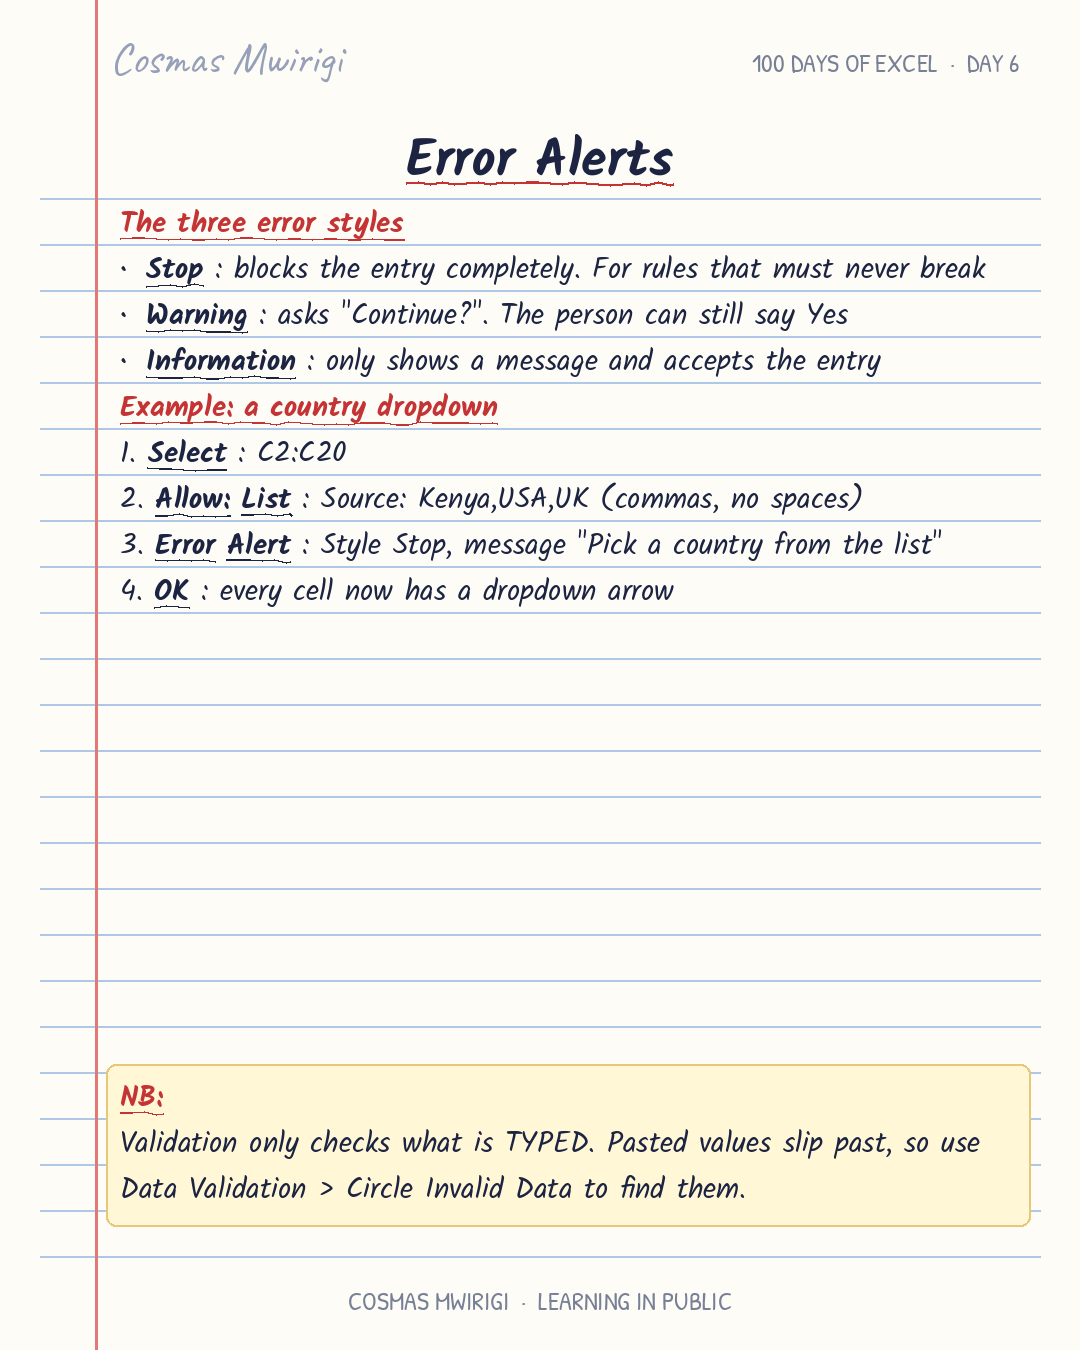 Cosmas Mwirigi
100 DAYS OF EXCEL · DAY 6
Error Alerts
The three error styles
· Stop : blocks the entry completely. For rules that must never break
· Warning : asks "Continue?". The person can still say Yes
· Information : only shows a message and accepts the entry
Example: a country dropdown
1. Select : C2:C20
2. Allow: List : Source: Kenya,USA,UK (commas, no spaces)
3. Error Alert : Style Stop, message "Pick a country from the list"
4. OK : every cell now has a dropdown arrow
NB:
Validation only checks what is TYPED. Pasted values slip past, so use
Data Validation > Circle Invalid Data to find them.
COSMAS MWIRIGI · LEARNING IN PUBLIC